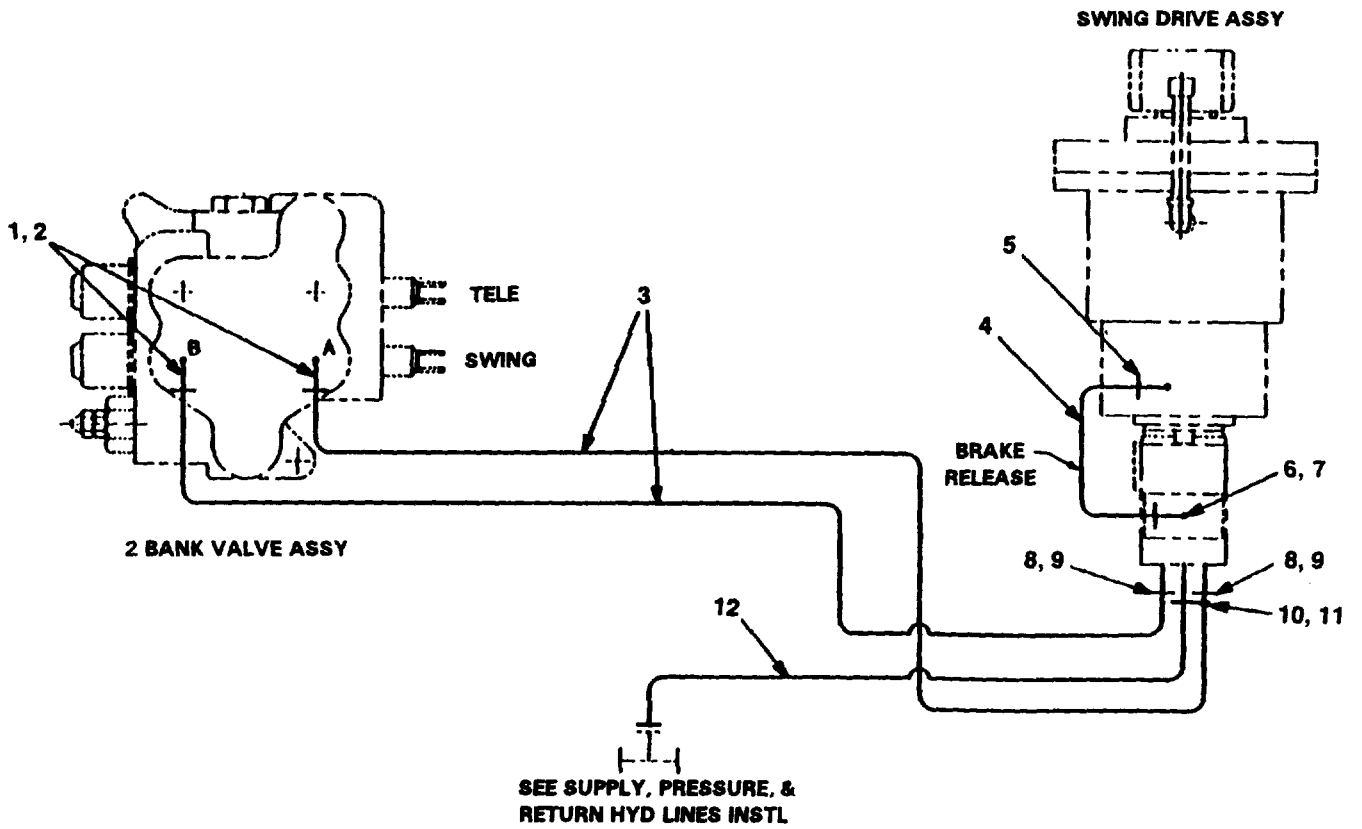 SWING DRIVE ASSY
1, 2
5
TELE
3
4
B
A
SWING
BRAKE
RELEASE
6, 7
2 BANK VALVE ASSY
8, 9
8, 9
12
10, 11
SEE SUPPLY, PRESSURE, &
RETURN HYD LINES INSTL